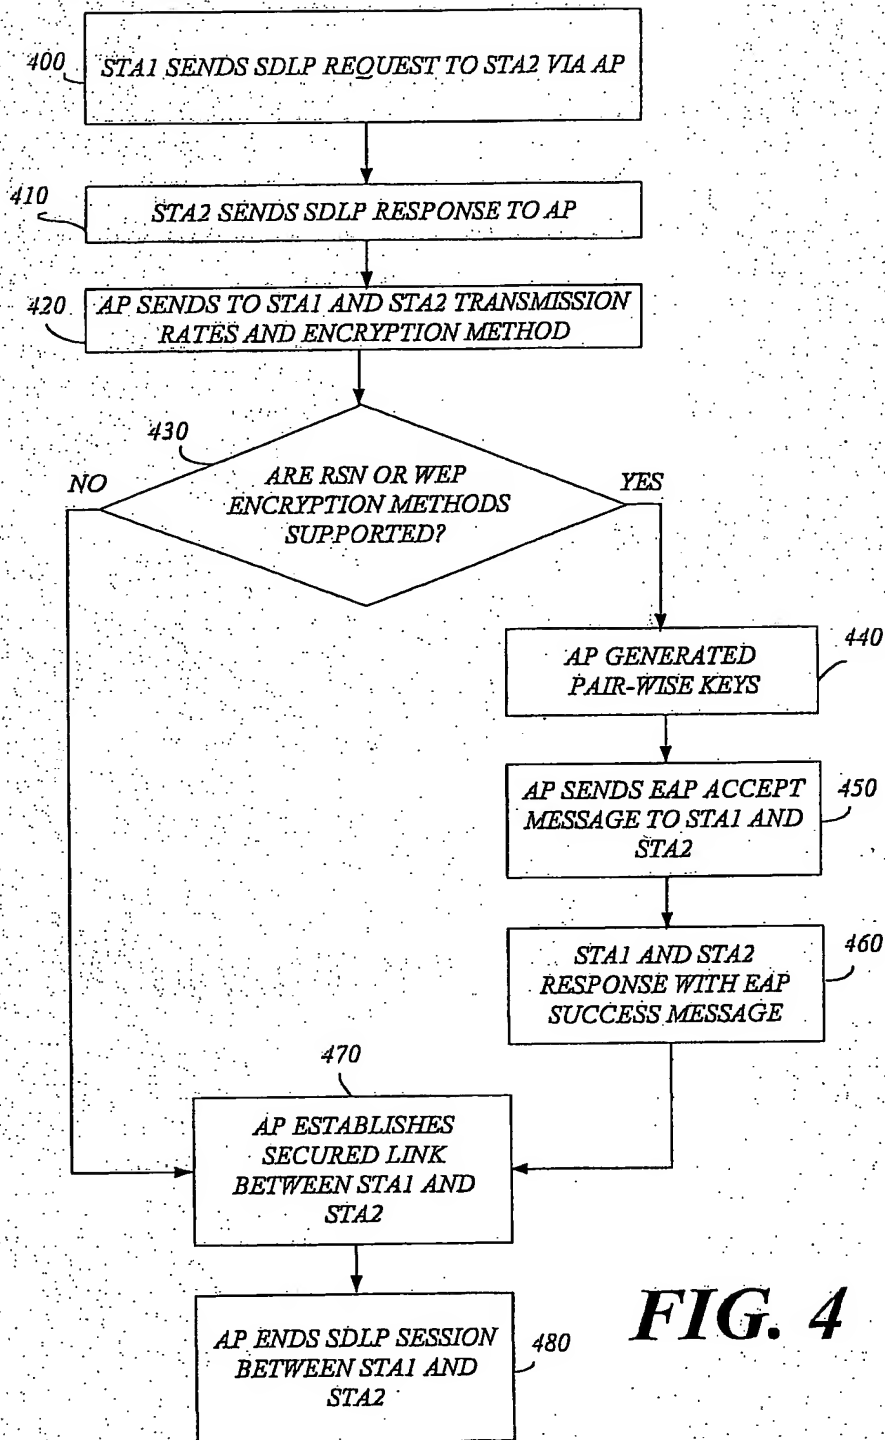 400
STA1 SENDS SDLP REQUEST TO STA2 VIA AP
410
STA2 SENDS SDLP RESPONSE TO AP
420
AP SENDS TO STA1 AND STA2 TRANSMISSION
RATES AND ENCRYPTION METHOD
430
NO
ARE RSN OR WEP
ENCRYPTION METHODS
SUPPORTED?
YES
AP GENERATED
PAIR-WISE KEYS
440
AP SENDS EAP ACCEPT
MESSAGE TO STA1 AND
STA2
450
STA1 AND STA2
RESPONSE WITH EAP
SUCCESS MESSAGE
460
470
AP ESTABLISHES
SECURED LINK
BETWEEN STA1 AND
STA2
AP ENDS SDLP SESSION
BETWEEN STA1 AND
STA2
480
FIG. 4